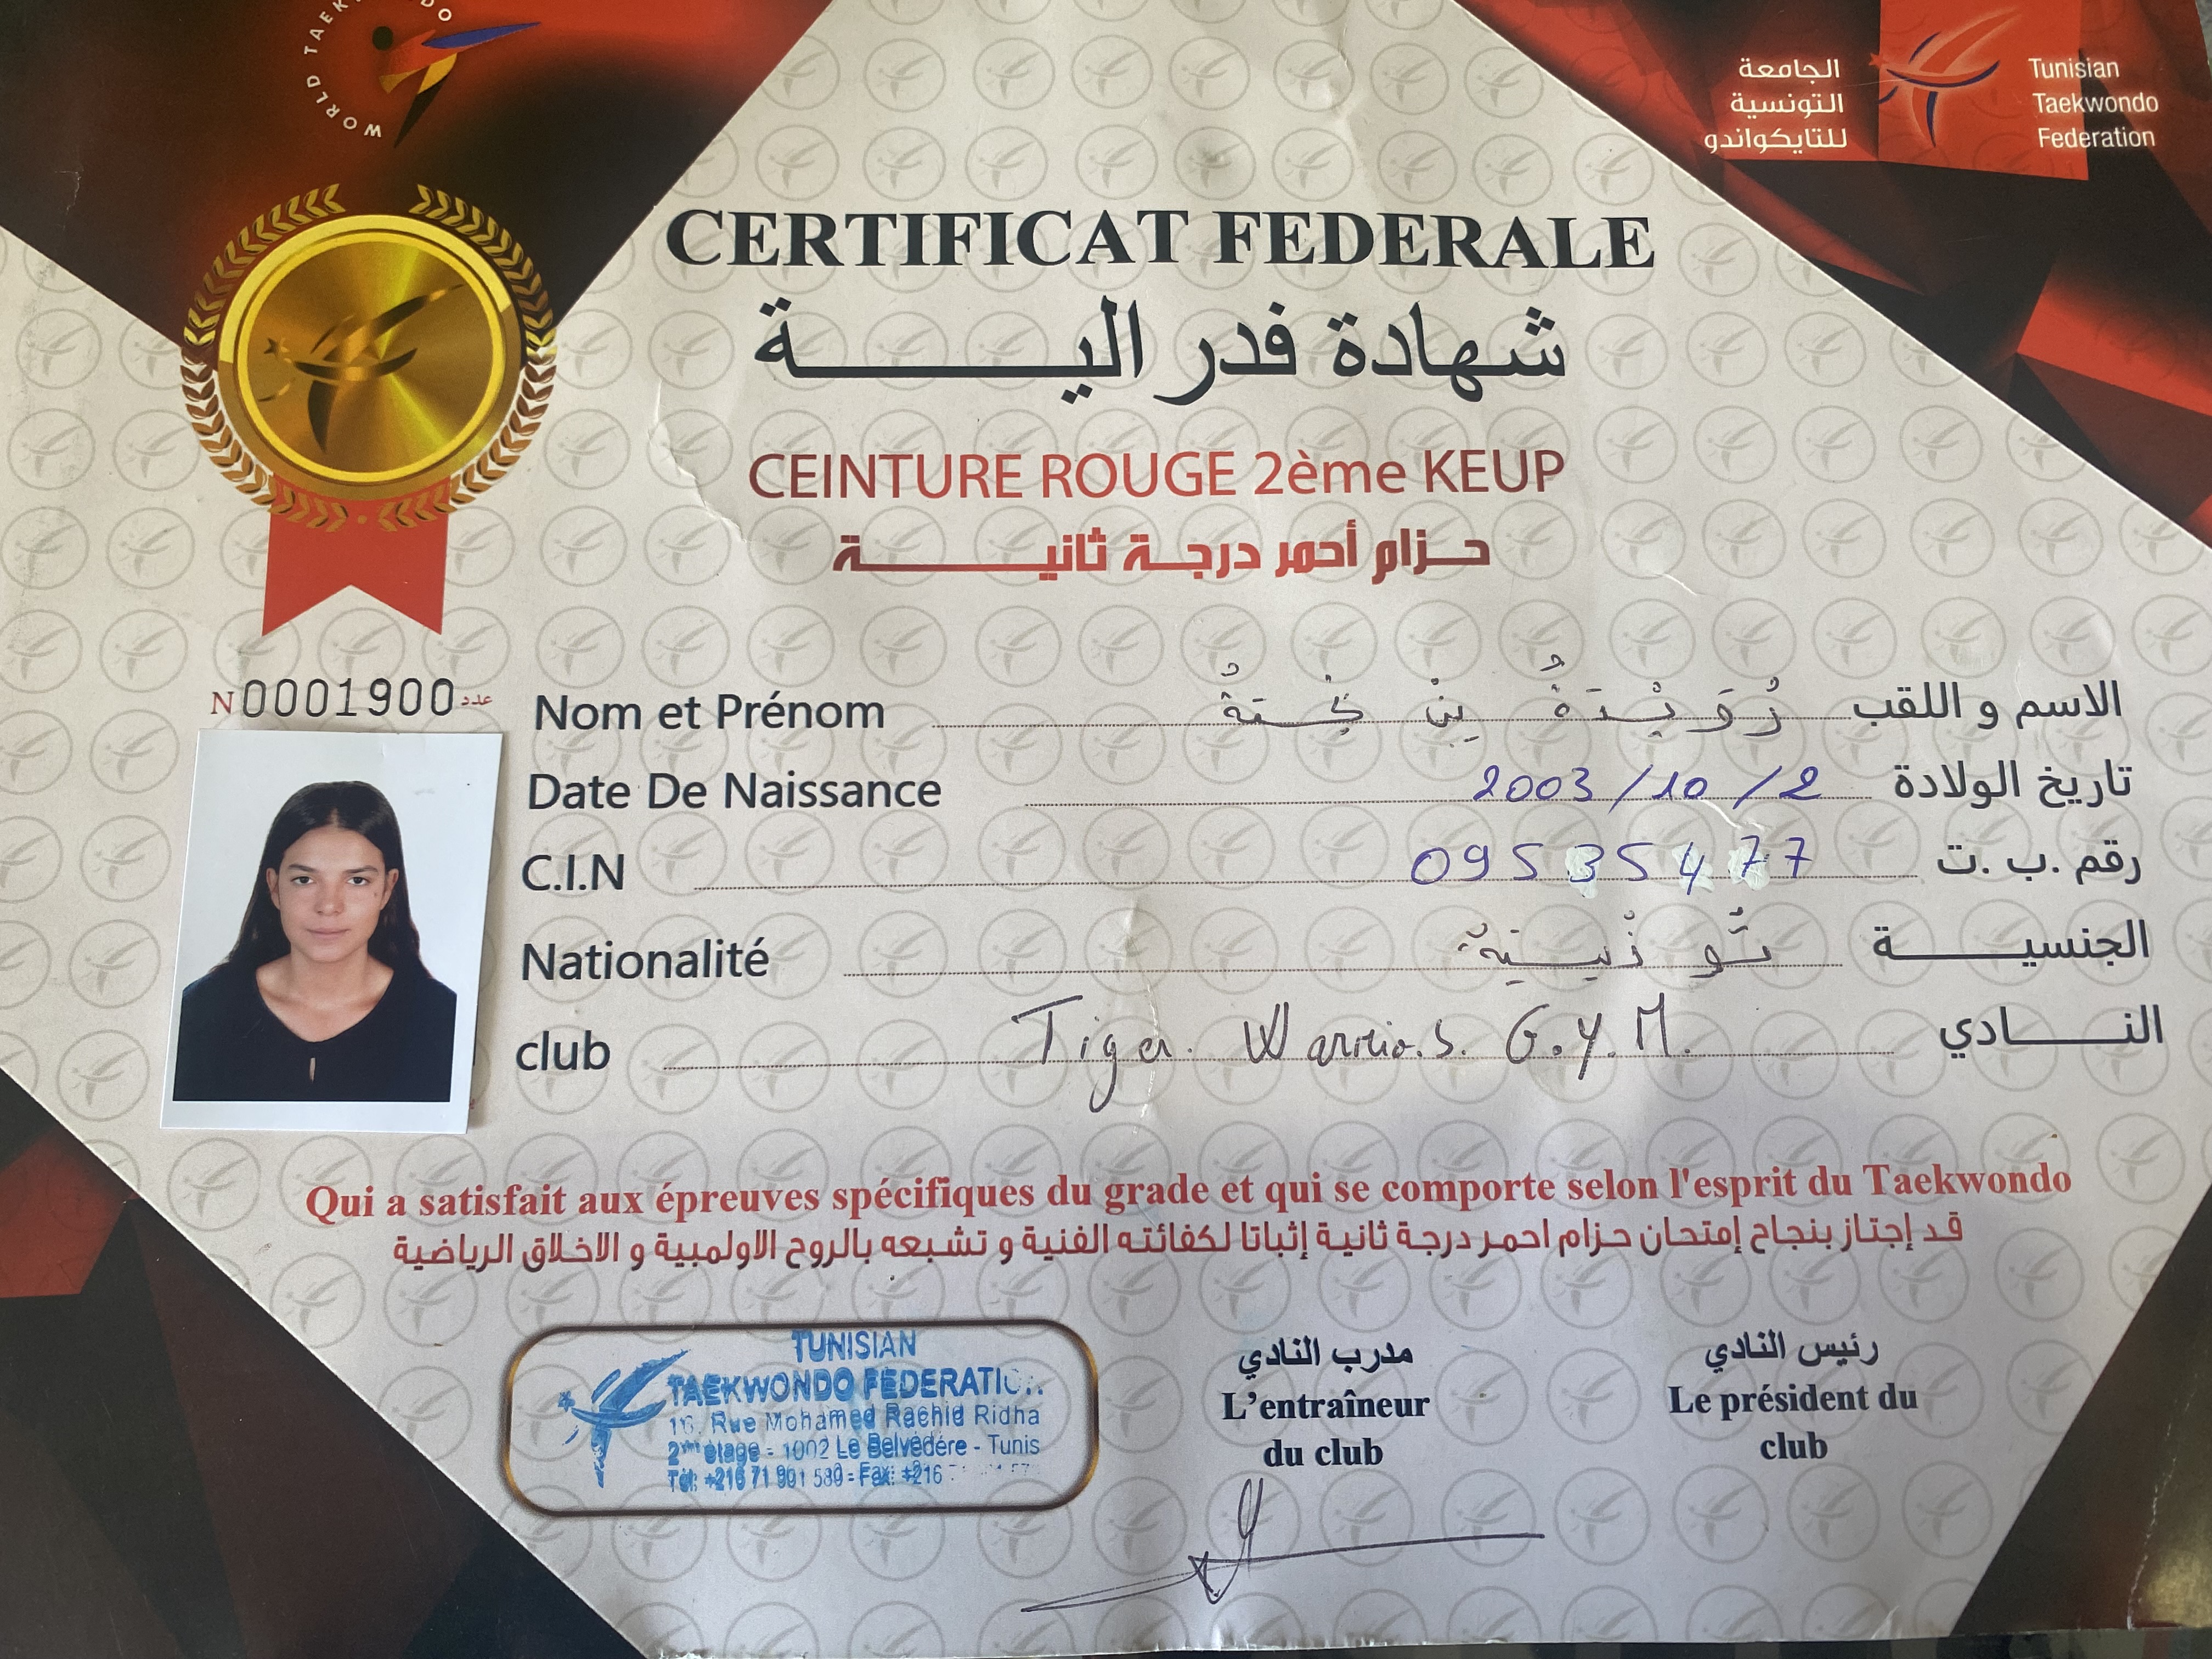 WORLD TAEKWONDO
الجامعة
التونسية
للتايكواندو
Tunisian
Taekwondo
Federation
CERTIFICAT FEDERALE
شهادة فدرالية
CEINTURE ROUGE 2ème KEUP
حزام أحمر درجة ثانية
N 0001900 عدد
Nom et Prénom رُوَيْدَةُ بِنْ الاسم و اللقب
Date De Naissance 2003/10/2 تاريخ الولادة
C.I.N 09535477 رقم .ب .ت
Nationalité تُونْسِيَةٌ الجنسية
club Tiger. Warrio.s. G.Y.M. النادي
Qui a satisfait aux épreuves spécifiques du grade et qui se comporte selon l'esprit du Taekwondo
قد إجتاز بنجاح إمتحان حزام احمر درجة ثانية إثباتا لكفائته الفنية و تشبعه بالروح الاولمبية و الاخلاق الرياضية
TUNISIAN
TAEKWONDO FEDERATION
16, Rue Mohamed Rachid Ridha
2ème étage - 1002 Le Belvédére - Tunis
Tél: +216 71 901 580 - Fax: +216
مدرب النادي
L'entraîneur
du club
رئيس النادي
Le président du
club